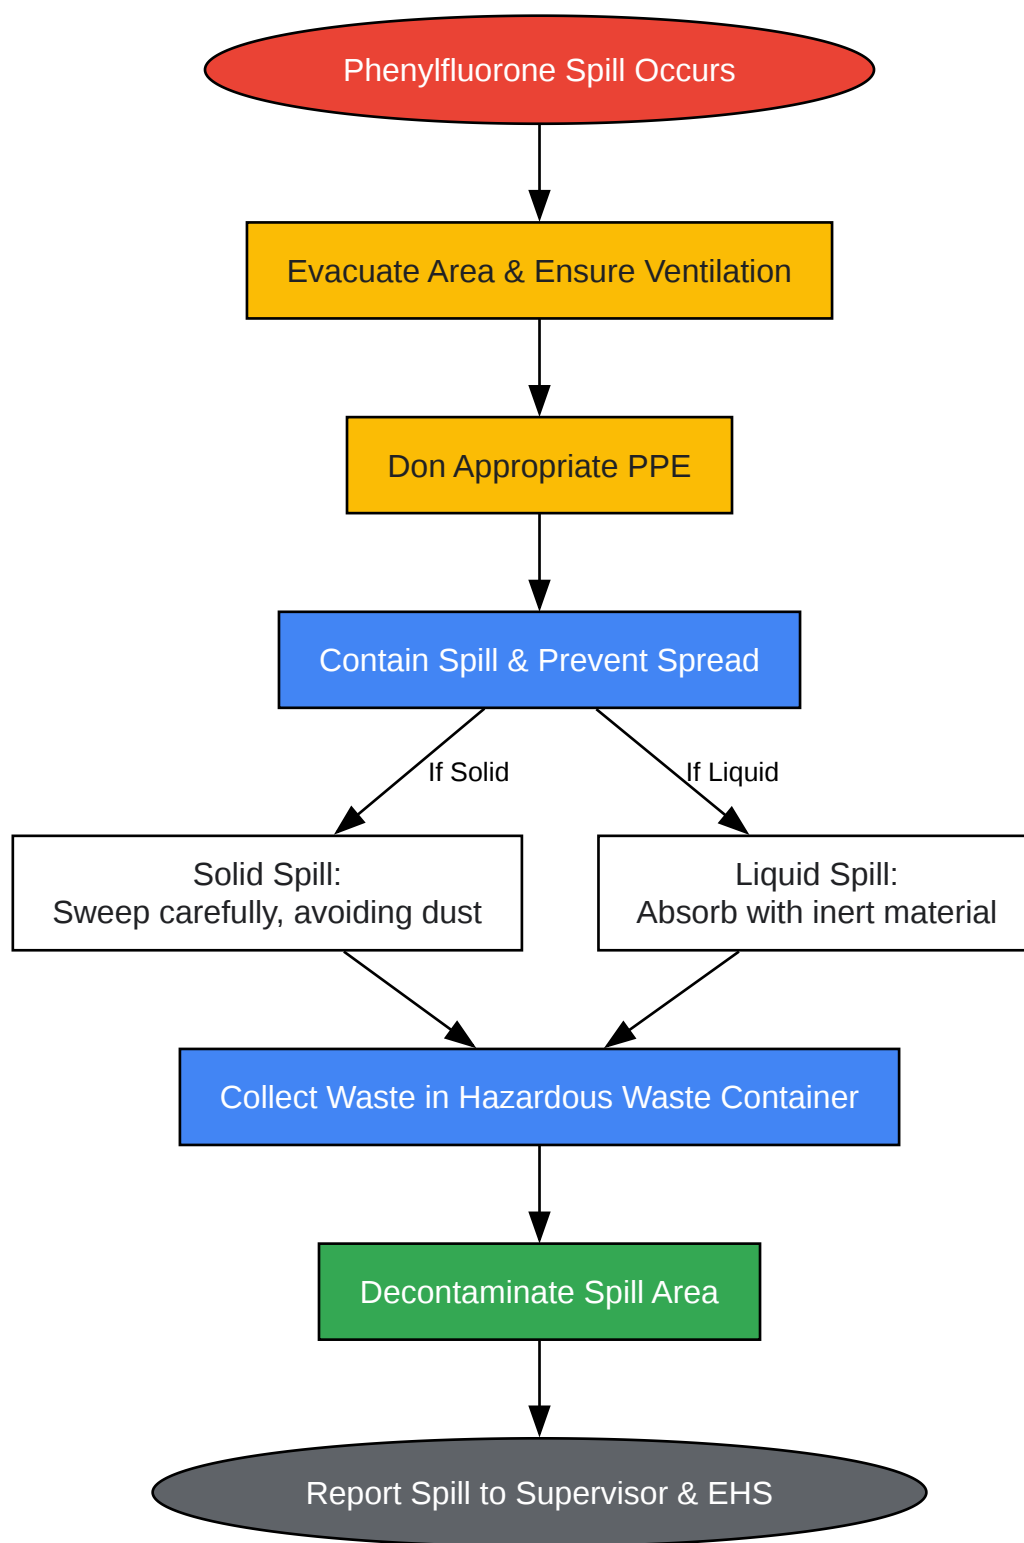 Phenylfluorone Spill Occurs
Evacuate Area & Ensure Ventilation
Don Appropriate PPE
Contain Spill & Prevent Spread
If Solid
If Liquid
Solid Spill:
Sweep carefully, avoiding dust
Liquid Spill:
Absorb with inert material
Collect Waste in Hazardous Waste Container
Decontaminate Spill Area
Report Spill to Supervisor & EHS